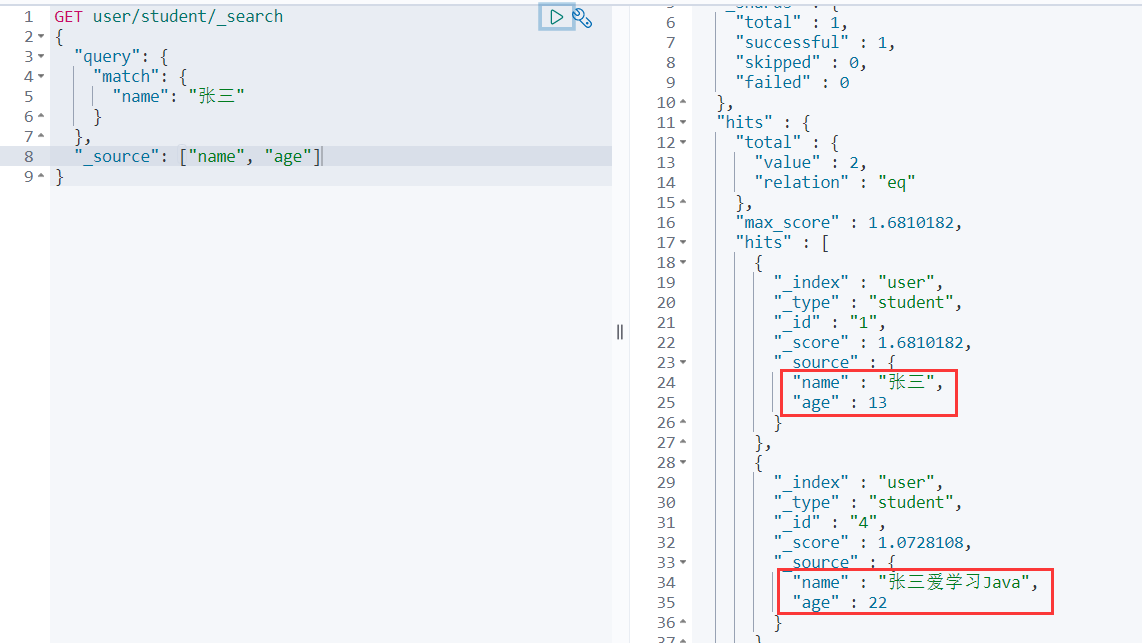 1 GET user/student/_search
2 {
3 "query": {
4 "match": {
5 "name": "张三"
6 }
7 },
8 "_source": ["name", "age"]
9 }
6 "total" : 1,
7 "successful" : 1,
8 "skipped" : 0,
9 "failed" : 0
10 },
11 "hits" : {
12 "total" : {
13 "value" : 2,
14 "relation" : "eq"
15 },
16 "max_score" : 1.6810182,
17 "hits" : [
18 {
19 "_index" : "user",
20 "_type" : "student",
21 "_id" : "1",
22 "_score" : 1.6810182,
23 "_source" : {
24 "name" : "张三",
25 "age" : 13
26 }
27 },
28 {
29 "_index" : "user",
30 "_type" : "student",
31 "_id" : "4",
32 "_score" : 1.0728108,
33 "_source" : {
34 "name" : "张三爱学习Java",
35 "age" : 22
36 }
37 }